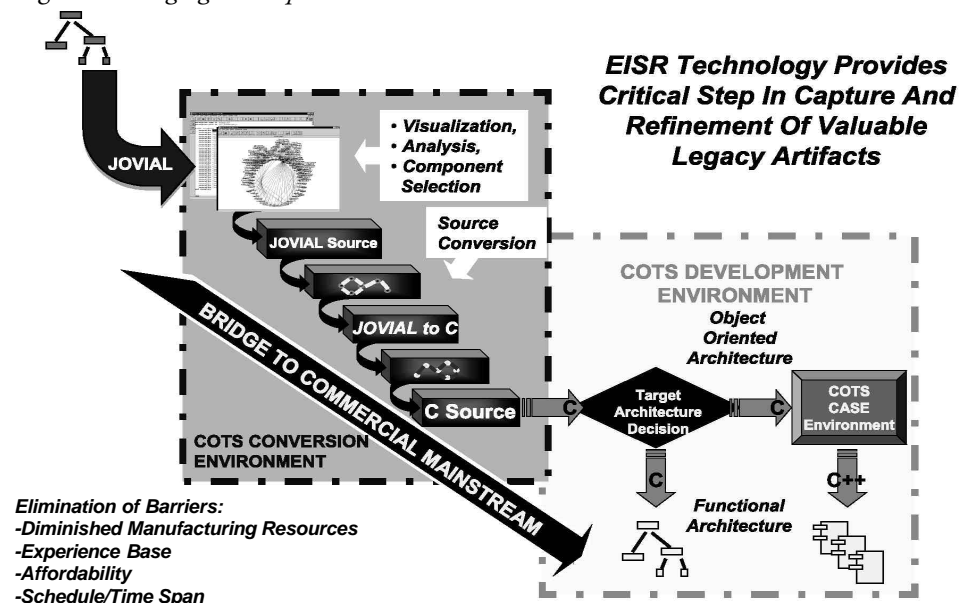 EISR Technology Provides
Critical Step In Capture And
Refinement Of Valuable
Legacy Artifacts
JOVIAL
• Visualization,
• Analysis,
• Component
Selection
Source
Conversion
JOVIAL Source
JOVIAL to C
C Source
BRIDGE TO COMMERCIAL MAINSTREAM
COTS CONVERSION
ENVIRONMENT
COTS DEVELOPMENT
ENVIRONMENT
Object
Oriented
Architecture
C
Target
Architecture
Decision
C
COTS
CASE
Environment
C
C++
Functional
Architecture
Elimination of Barriers:
-Diminished Manufacturing Resources
-Experience Base
-Affordability
-Schedule/Time Span